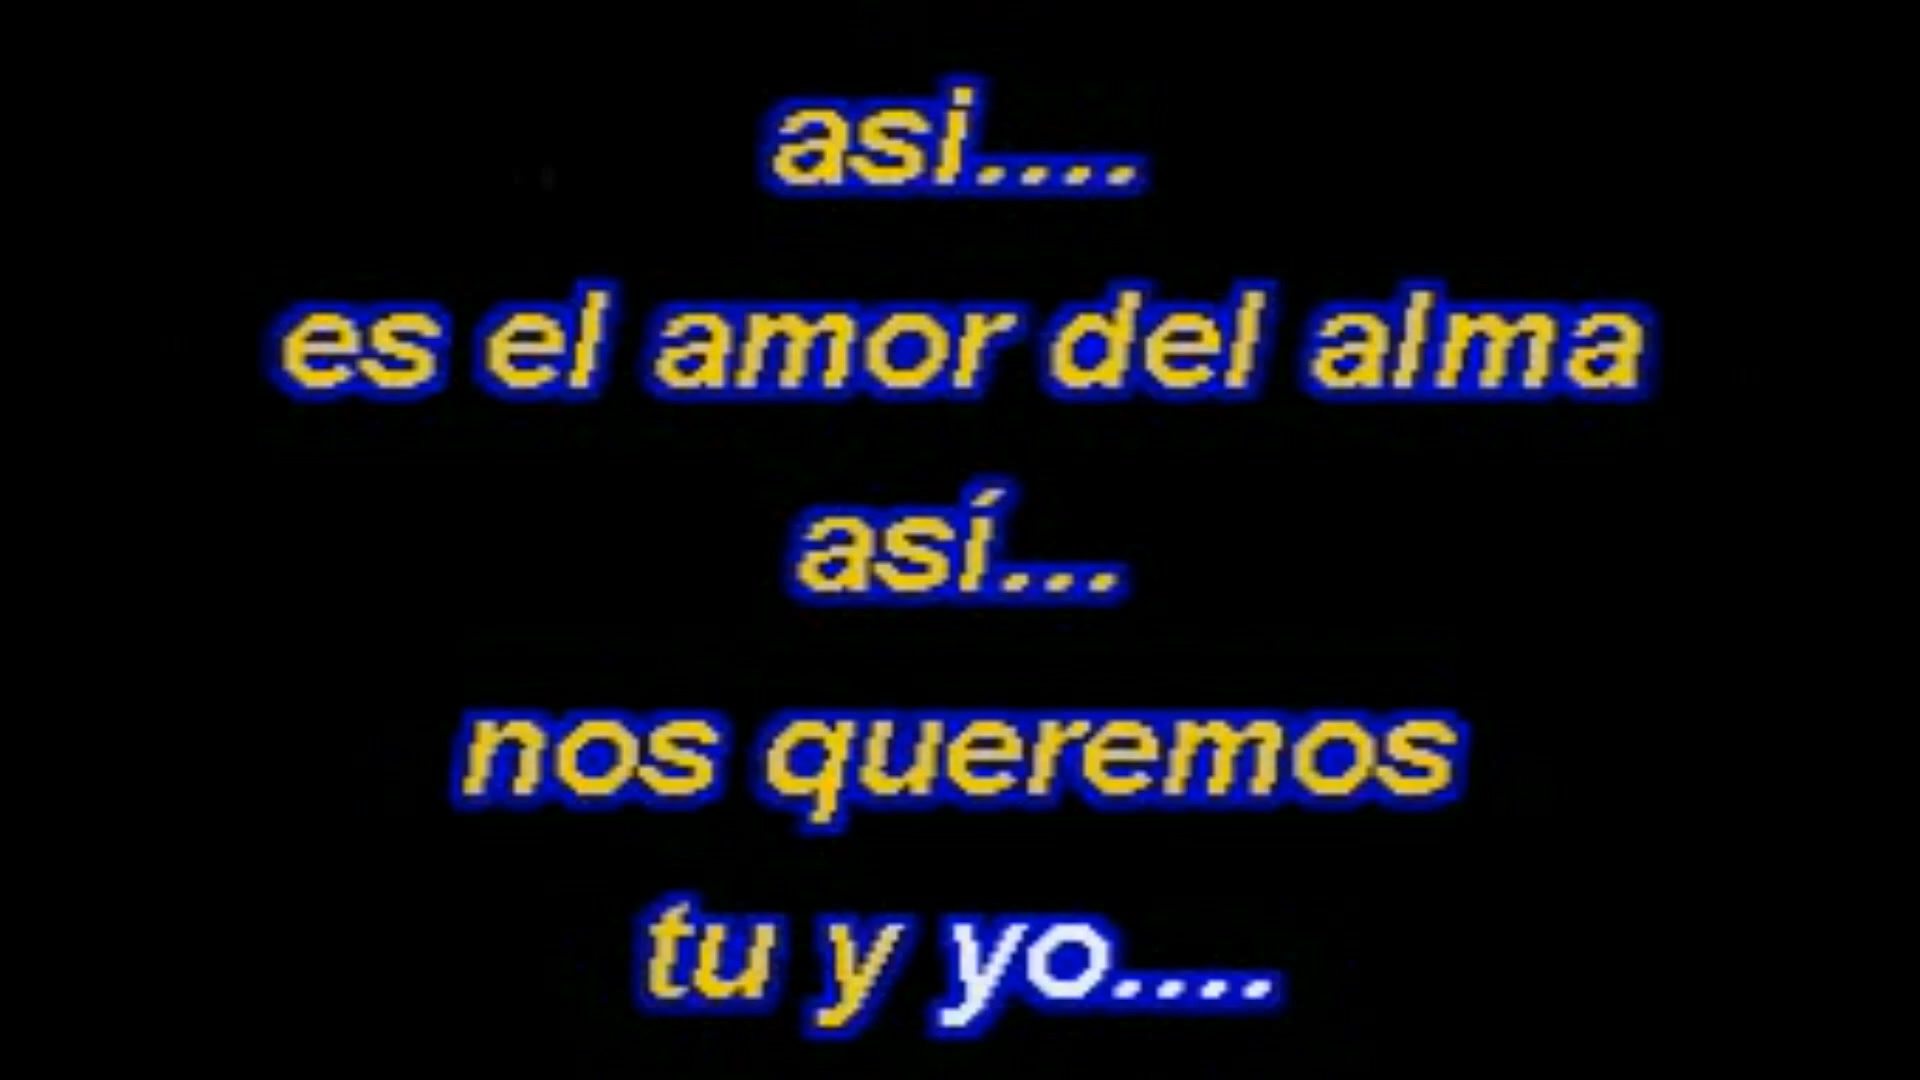 asi....
es el amor del alma
así...
nos queremos
tu y yo....